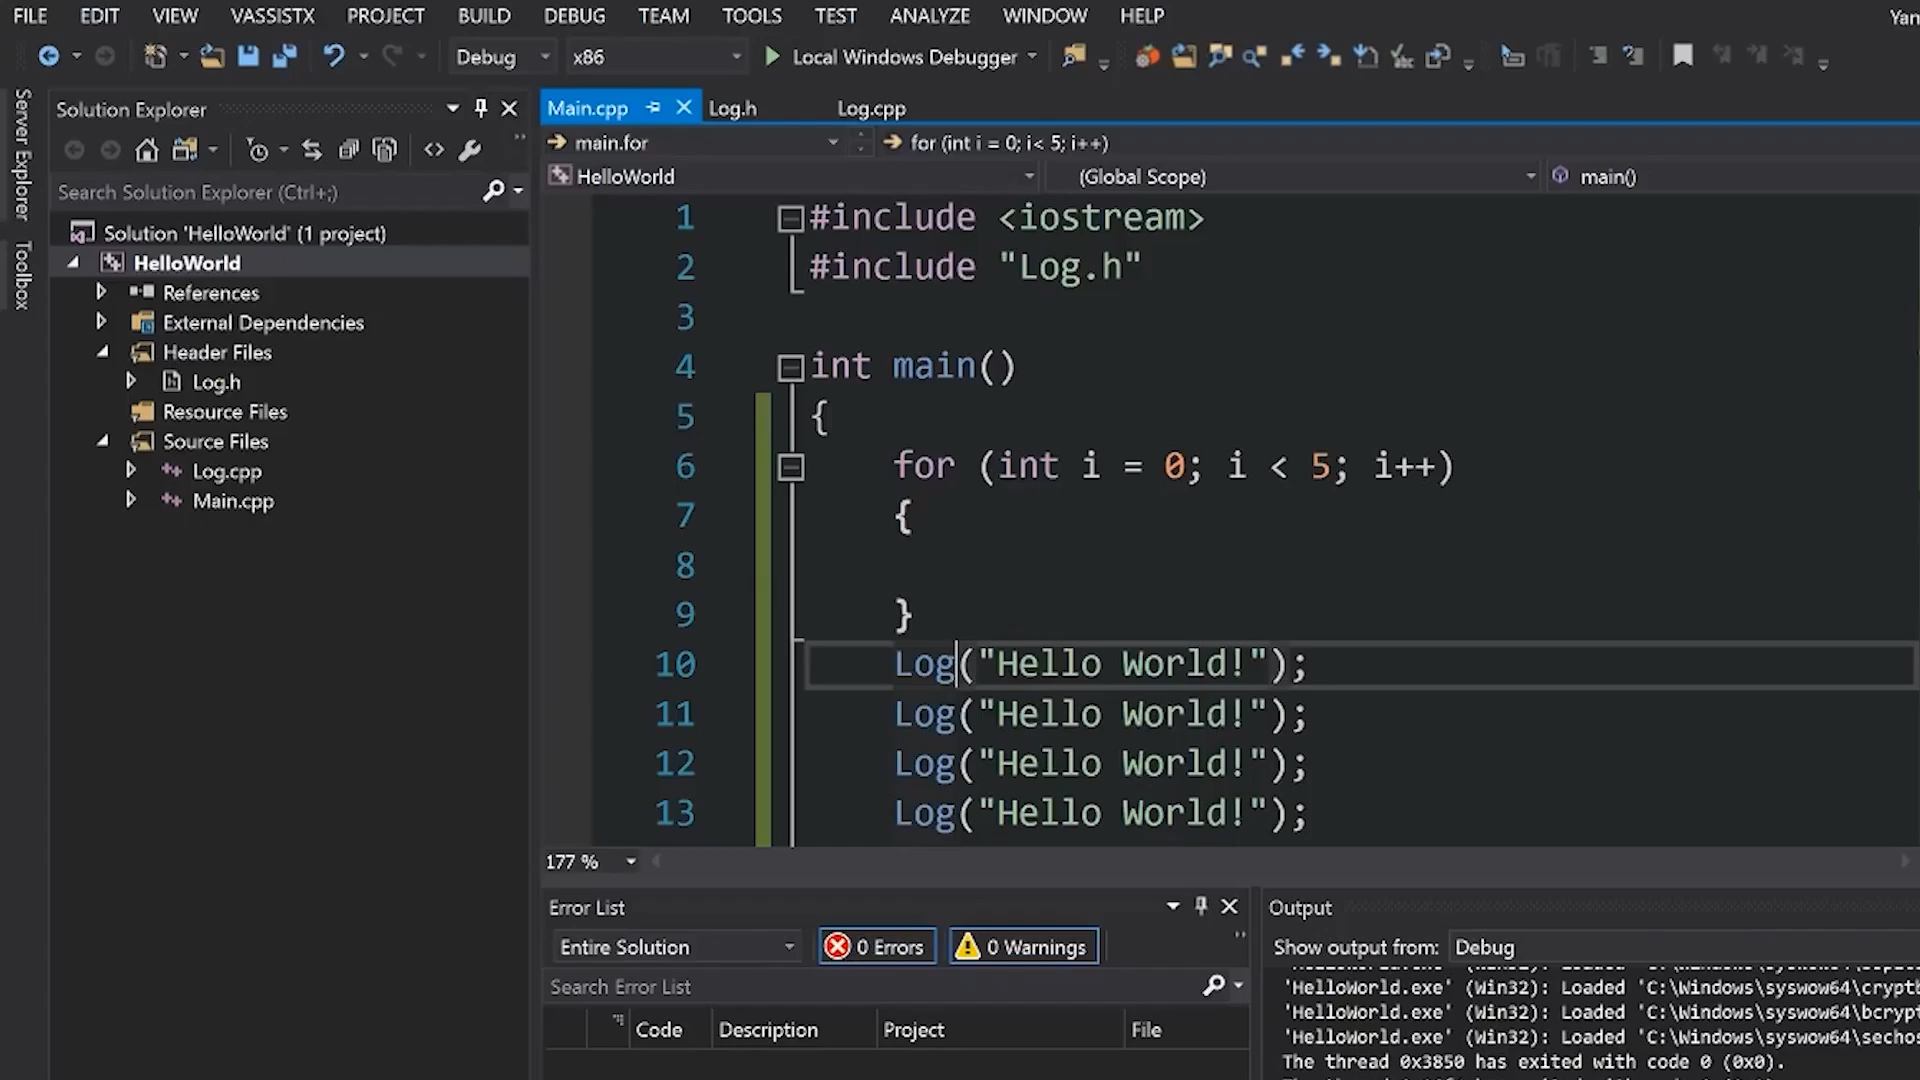 FILE EDIT VIEW VASSISTX PROJECT BUILD DEBUG TEAM TOOLS TEST ANALYZE WINDOW HELP
Debug x86 Local Windows Debugger
Server Explorer
Toolbox
Solution Explorer
Search Solution Explorer (Ctrl+;)
Solution 'HelloWorld' (1 project)
HelloWorld
References
External Dependencies
Header Files
Log.h
Resource Files
Source Files
Log.cpp
Main.cpp
Main.cpp Log.h Log.cpp
main.for for (int i = 0; i< 5; i++)
HelloWorld (Global Scope) main()
1 #include <iostream>
2 #include "Log.h"
3
4 int main()
5 {
6 for (int i = 0; i < 5; i++)
7 {
8
9 }
10 Log("Hello World!");
11 Log("Hello World!");
12 Log("Hello World!");
13 Log("Hello World!");
177 %
Error List
Entire Solution 0 Errors 0 Warnings
Search Error List
Code Description Project File
Output
Show output from: Debug
'HelloWorld.exe' (Win32): Loaded 'C:\Windows\syswow64\cryptb
'HelloWorld.exe' (Win32): Loaded 'C:\Windows\syswow64\bcrypt
'HelloWorld.exe' (Win32): Loaded 'C:\Windows\syswow64\sechos
The thread 0x3850 has exited with code 0 (0x0).